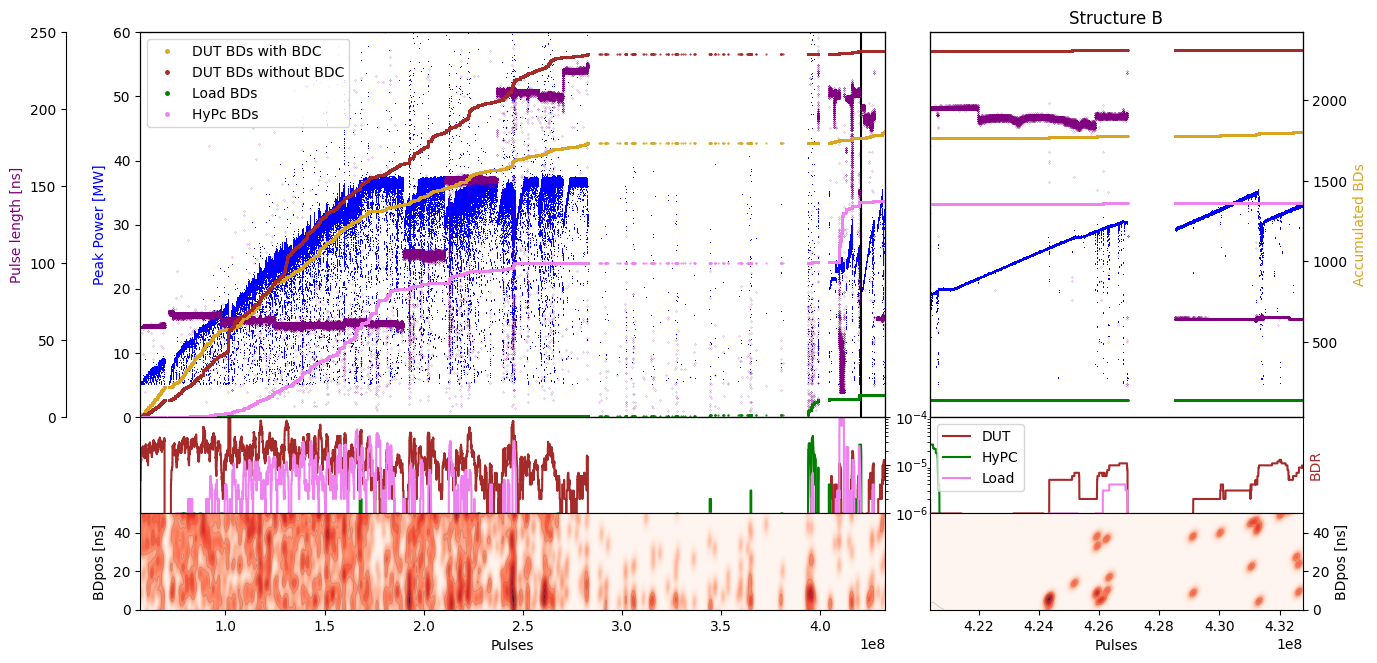 Structure B
250
200
150
100
50
0
Pulse length [ns]
60
50
40
30
20
10
0
Peak Power [MW]
DUT BDs with BDC
DUT BDs without BDC
Load BDs
HyPc BDs
2000
1500
1000
500
Accumulated BDs
10⁻⁴
10⁻⁵
10⁻⁶
DUT
HyPC
Load
BDR
BDpos [ns]
40
20
0
40
20
0
BDpos [ns]
1.0 1.5 2.0 2.5 3.0 3.5 4.0
Pulses
1e8
4.22 4.24 4.26 4.28 4.30 4.32
Pulses
1e8